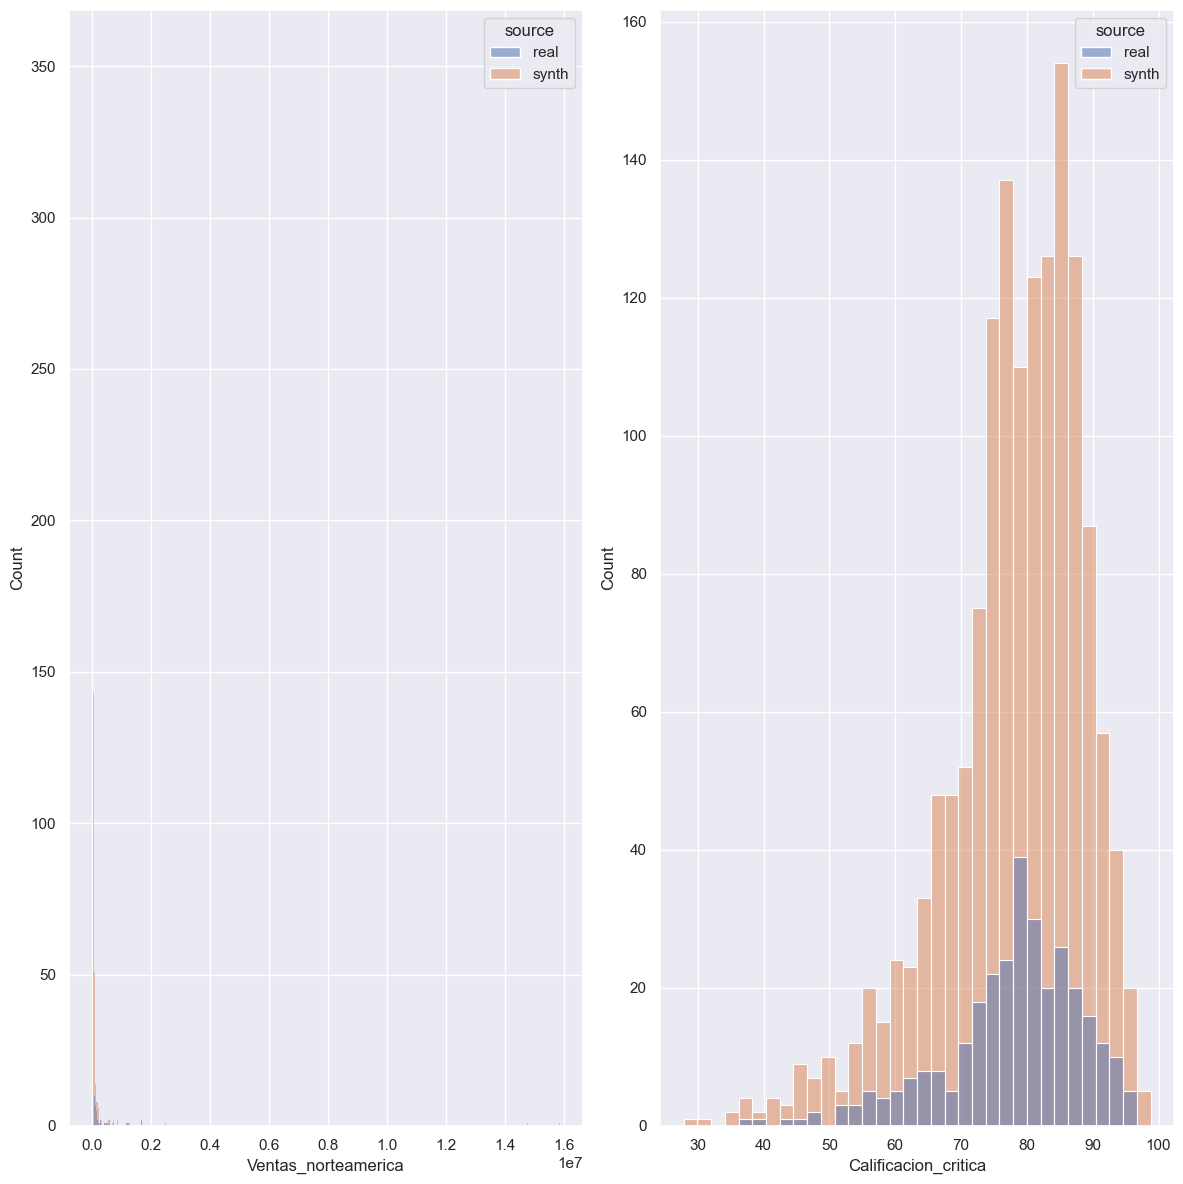 source
real
synth
350
300
250
200
150
100
50
0
Count
0.0 0.2 0.4 0.6 0.8 1.0 1.2 1.4 1.6
1e7
Ventas_norteamerica
source
real
synth
160
140
120
100
80
60
40
20
0
Count
30 40 50 60 70 80 90 100
Calificacion_critica